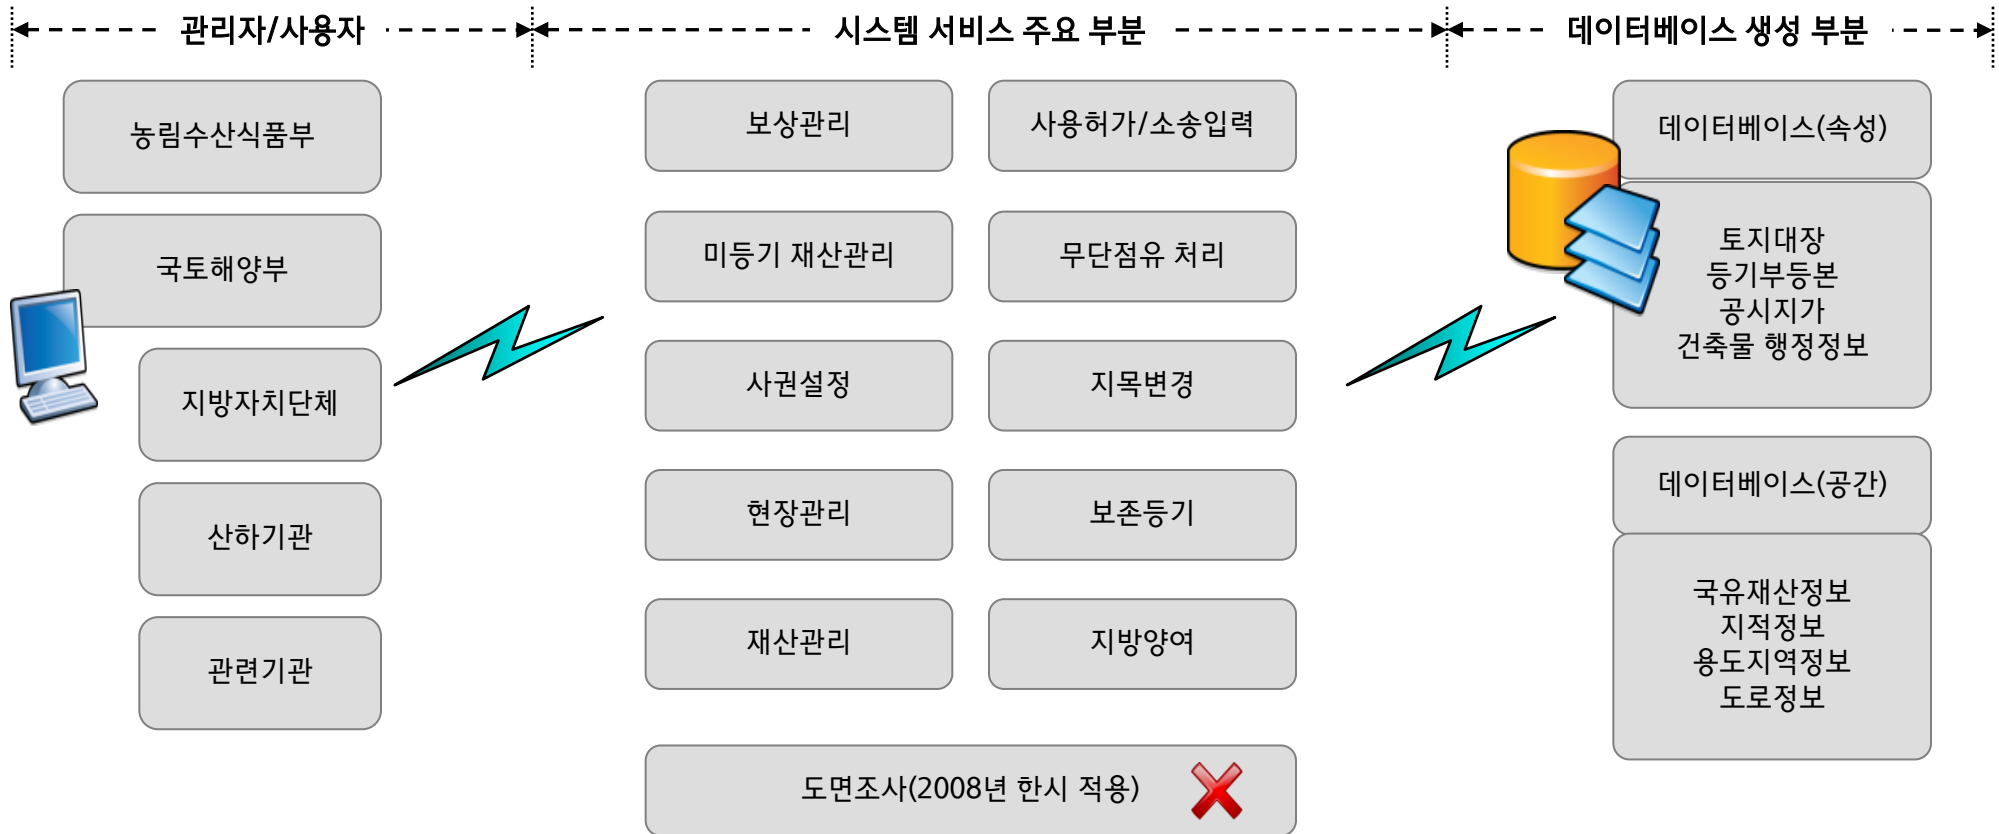 관리자/사용자
시스템 서비스 주요 부분
데이터베이스 생성 부분
농림수산식품부
국토해양부
지방자치단체
산하기관
관련기관
보상관리
사용허가/소송입력
미등기 재산관리
무단점유 처리
사권설정
지목변경
현장관리
보존등기
재산관리
지방양여
도면조사(2008년 한시 적용)
데이터베이스(속성)
토지대장
등기부등본
공시지가
건축물 행정정보
데이터베이스(공간)
국유재산정보
지적정보
용도지역정보
도로정보